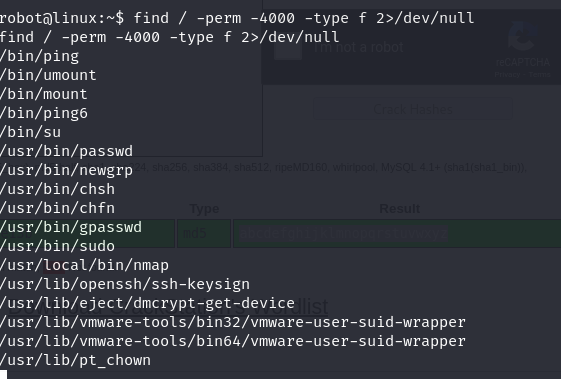 robot@linux:~$ find / -perm -4000 -type f 2>/dev/null
find / -perm -4000 -type f 2>/dev/null
/bin/ping
I'm not a robot
/bin/umount
/bin/mount
reCAPTCHA
Privacy - Terms
/bin/ping6
Crack Hashes
/bin/su
/usr/bin/passwd
sha256, sha384, sha512, ripeMD160, whirlpool, MySQL 4.1+ (sha1(sha1_bin)),
/usr/bin/newgrp
/usr/bin/chsh
/usr/bin/chfn
Type Result
/usr/bin/gpasswd
md5
/usr/bin/sudo
/usr/local/bin/nmap
/usr/lib/openssh/ssh-keysign
/usr/lib/eject/dmcrypt-get-device
Wordlist
/usr/lib/vmware-tools/bin32/vmware-user-suid-wrapper
/usr/lib/vmware-tools/bin64/vmware-user-suid-wrapper
/usr/lib/pt_chown